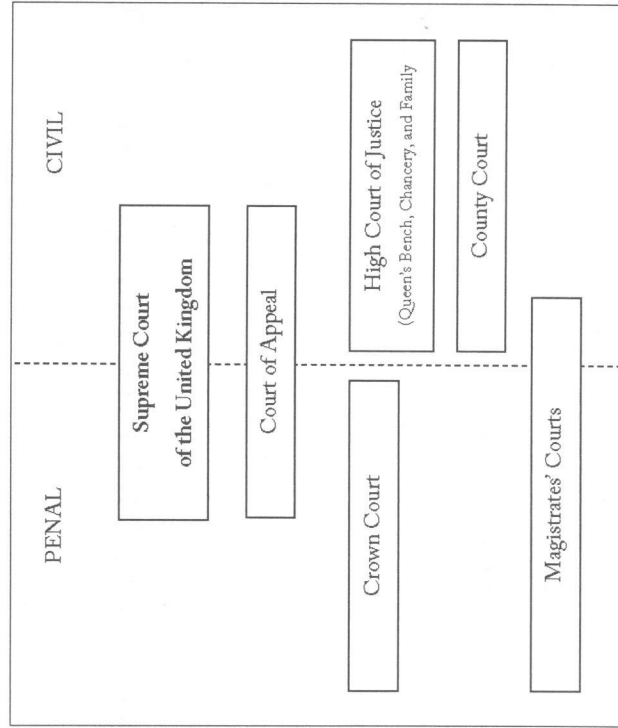 PENAL
CIVIL
Supreme Court
of the United Kingdom
Court of Appeal
Crown Court
High Court of Justice
(Queen's Bench, Chancery, and Family
County Court
Magistrates' Courts